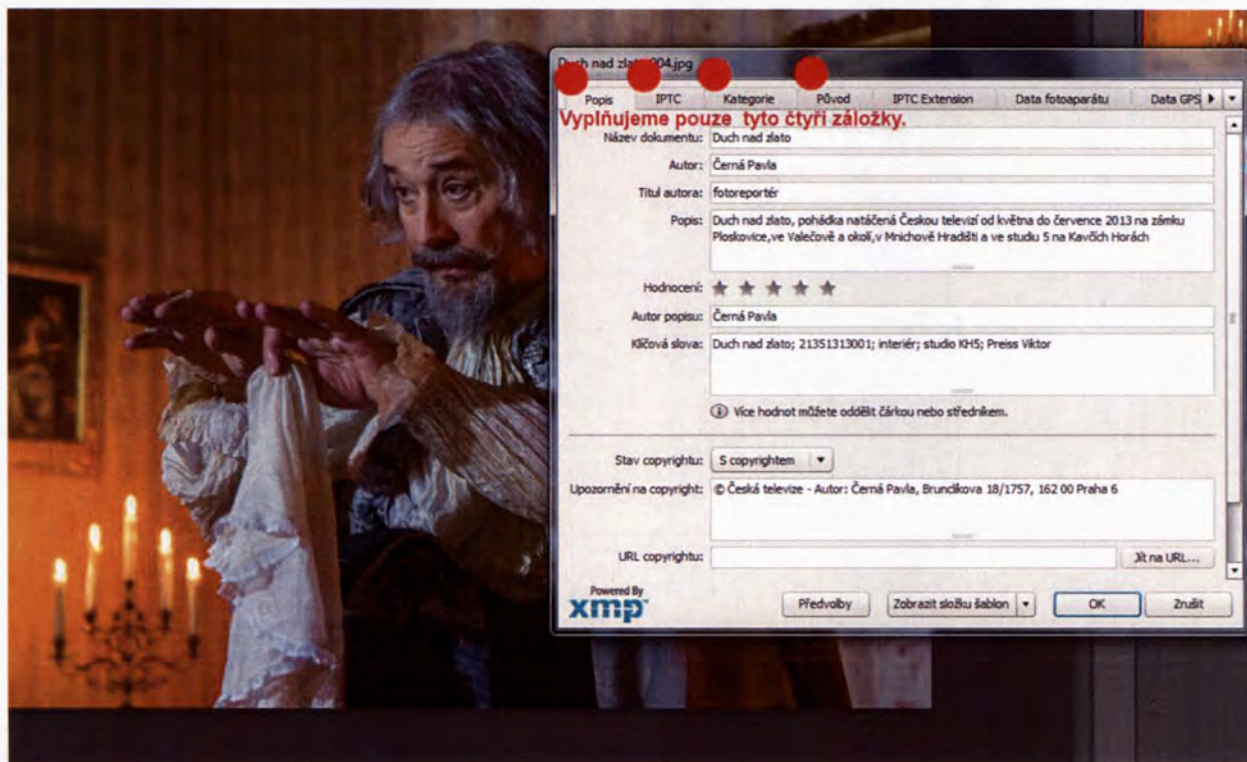 Duch nad zlato 004.jpg
Popis IPTC Kategorie Původ IPTC Extension Data fotoaparátu Data GPS
Vyplňujeme pouze tyto čtyři záložky.
Název dokumentu: Duch nad zlato
Autor: Černá Pavla
Titul autora: fotoreportér
Popis: Duch nad zlato, pohádka natáčená Českou televizí od května do července 2013 na zámku
Ploskovice,ve Valečově a okolí,v Mnichově Hradišti a ve studiu 5 na Kavčích Horách
Hodnocení:
Autor popisu: Černá Pavla
Klíčová slova: Duch nad zlato; 21351313001; interiér; studio KH5; Preiss Viktor
Více hodnot můžete oddělit čárkou nebo středníkem.
Stav copyrightu: S copyrightem
Upozornění na copyright: © Česká televize - Autor: Černá Pavla, Brunclíkova 18/1757, 162 00 Praha 6
URL copyrightu: Jít na URL...
Powered By
xmp Předvolby Zobrazit složku šablon OK Zrušit